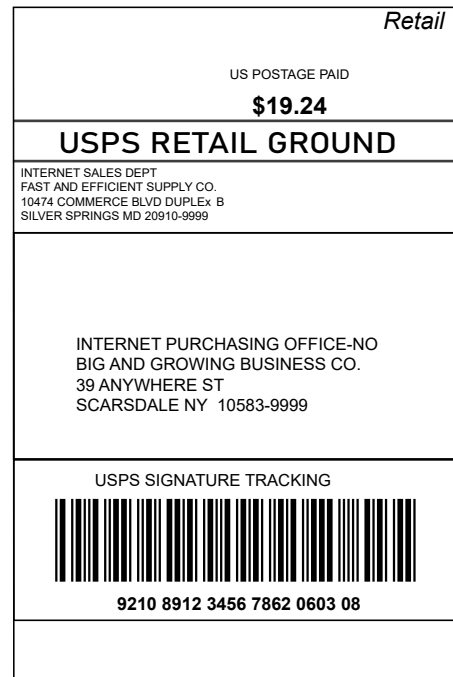 Retail
US POSTAGE PAID
$19.24
USPS RETAIL GROUND
INTERNET SALES DEPT
FAST AND EFFICIENT SUPPLY CO.
10474 COMMERCE BLVD DUPLEx B
SILVER SPRINGS MD 20910-9999
INTERNET PURCHASING OFFICE-NO
BIG AND GROWING BUSINESS CO.
39 ANYWHERE ST
SCARSDALE NY 10583-9999
USPS SIGNATURE TRACKING
9210 8912 3456 7862 0603 08